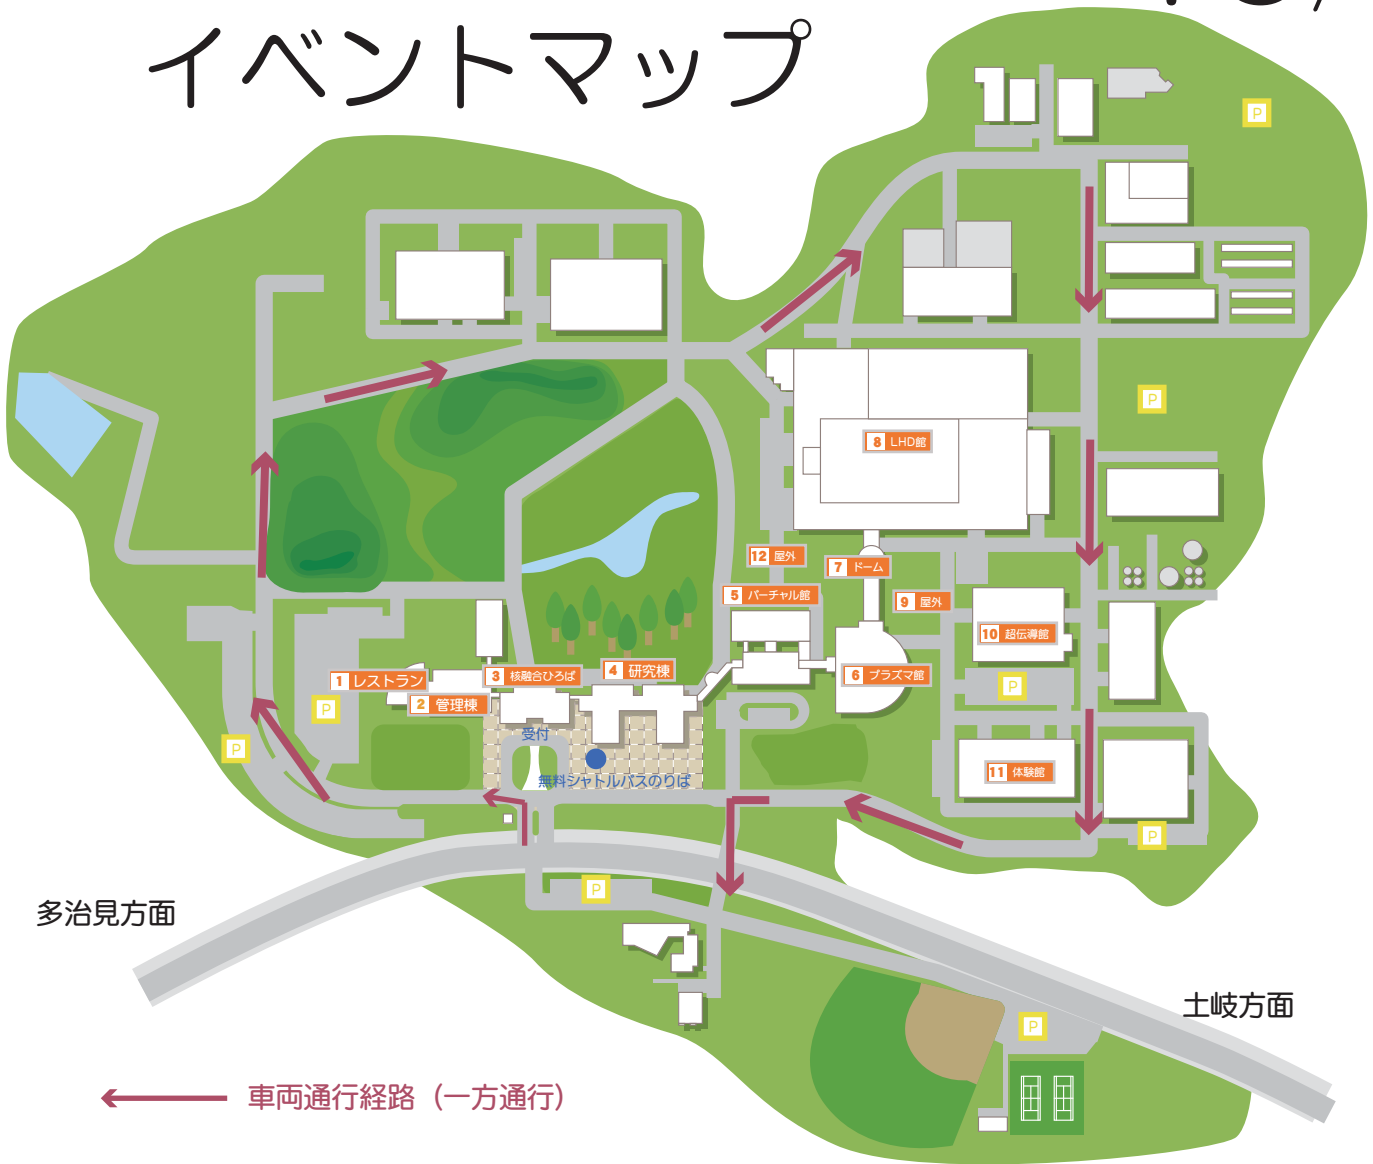 イベントマップ
P
P
8 LHD館
12 屋外
7 ドーム
5 バーチャル館
9 屋外
10 超伝導館
4 研究棟
3 核融合ひろば
1 レストラン
6 プラズマ館
2 管理棟
P
P
受付
P
無料シャトルバスのりば
11 体験館
P
P
多治見方面
土岐方面
P
車両通行経路（一方通行）